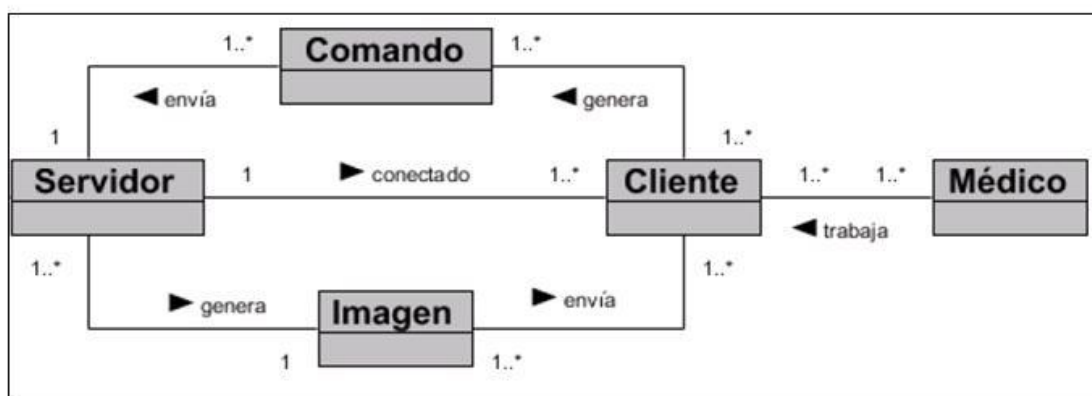 1..* Comando 1..*
◄ envía ◄ genera
1 1..*
Servidor 1 ► conectado 1..* Cliente 1..* 1..* Médico
◄ trabaja
1..* 1..*
► genera Imagen ► envía
1 1..*